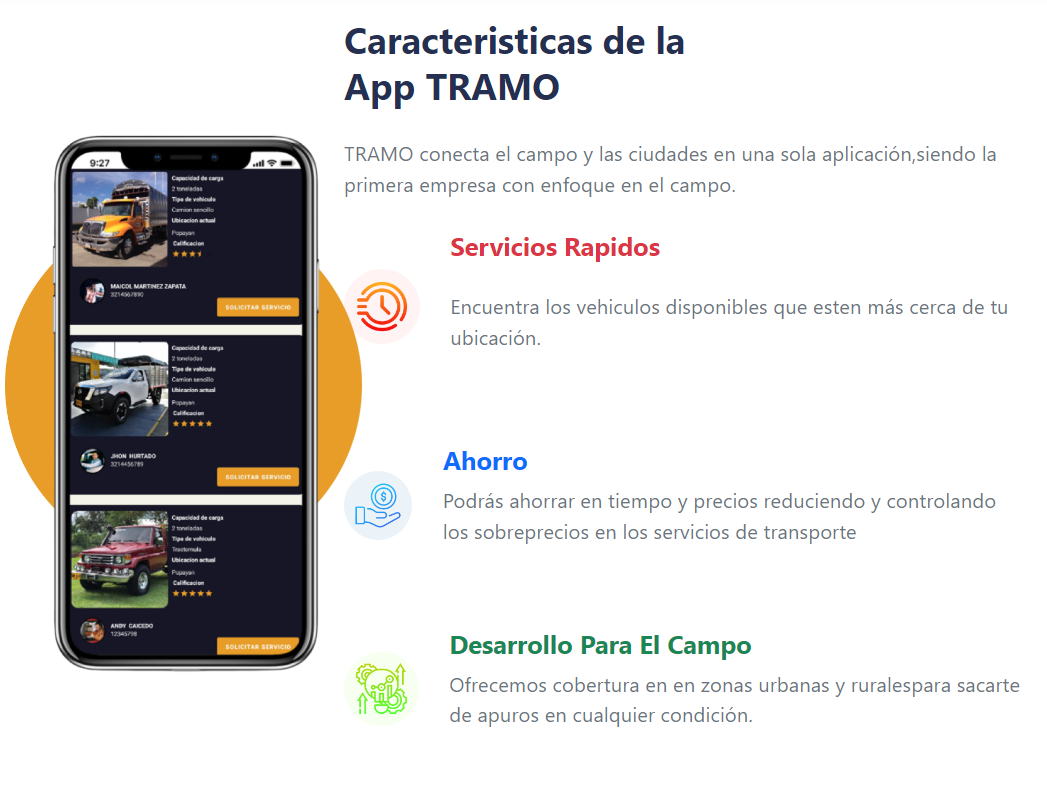 Caracteristicas de la
App TRAMO
TRAMO conecta el campo y las ciudades en una sola aplicación,siendo la
primera empresa con enfoque en el campo.
Servicios Rapidos
Encuentra los vehiculos disponibles que esten más cerca de tu
ubicación.
Ahorro
Podrás ahorrar en tiempo y precios reduciendo y controlando
los sobreprecios en los servicios de transporte
Desarrollo Para El Campo
Ofrecemos cobertura en en zonas urbanas y ruralespara sacarte
de apuros en cualquier condición.
9:27
Capacidad de carga
2 toneladas
Tipo de vehiculo
Camion sencillo
Ubicacion actual
Popayan
Calificacion
MAICOL MARTINEZ ZAPATA
3214567890
SOLICITAR SERVICIO
Capacidad de carga
2 toneladas
Tipo de vehiculo
Camion sencillo
Ubicacion actual
Popayan
Calificacion
JHON HURTADO
3214456789
SOLICITAR SERVICIO
Capacidad de carga
2 toneladas
Tipo de vehiculo
Tractomula
Ubicacion actual
Popayan
Calificacion
ANDY CAICEDO
12345798
SOLICITAR SERVICIO